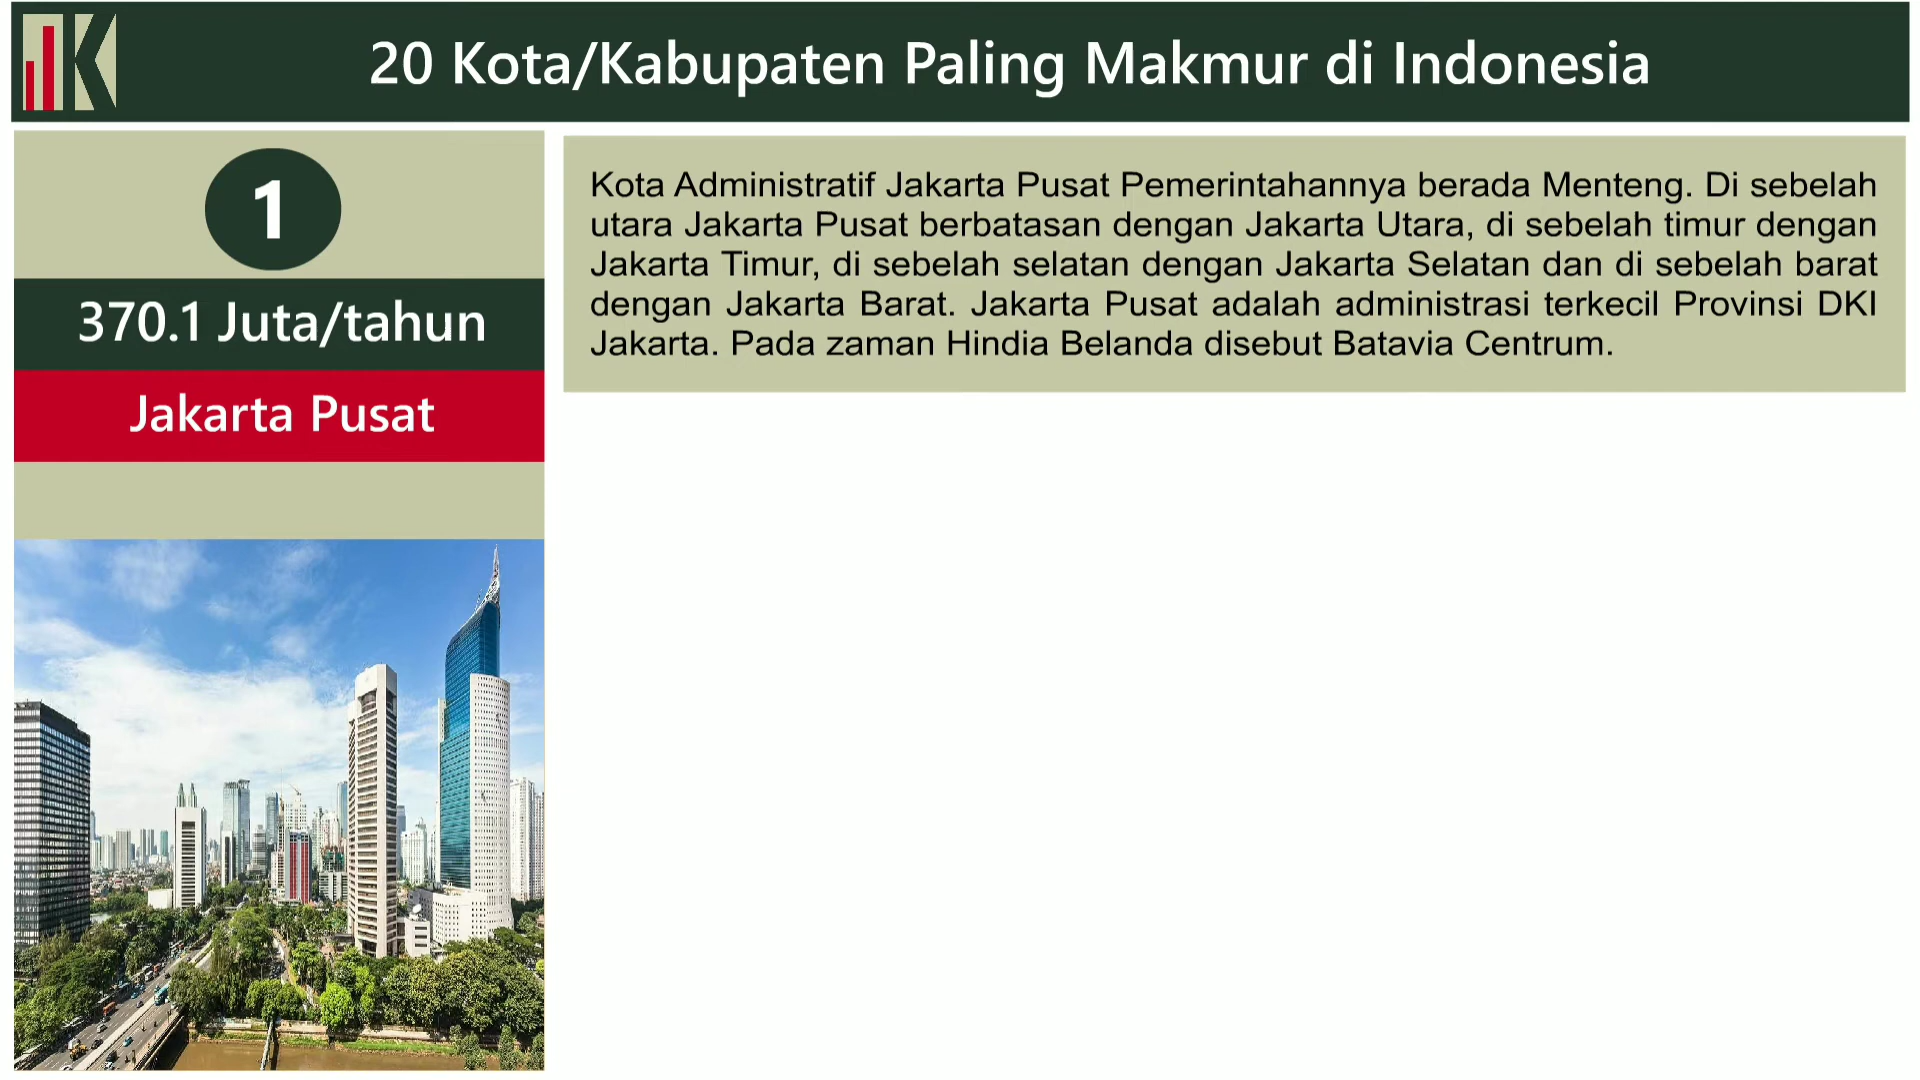 20 Kota/Kabupaten Paling Makmur di Indonesia
1
370.1 Juta/tahun
Jakarta Pusat
Kota Administratif Jakarta Pusat Pemerintahannya berada Menteng. Di sebelah
utara Jakarta Pusat berbatasan dengan Jakarta Utara, di sebelah timur dengan
Jakarta Timur, di sebelah selatan dengan Jakarta Selatan dan di sebelah barat
dengan Jakarta Barat. Jakarta Pusat adalah administrasi terkecil Provinsi DKI
Jakarta. Pada zaman Hindia Belanda disebut Batavia Centrum.